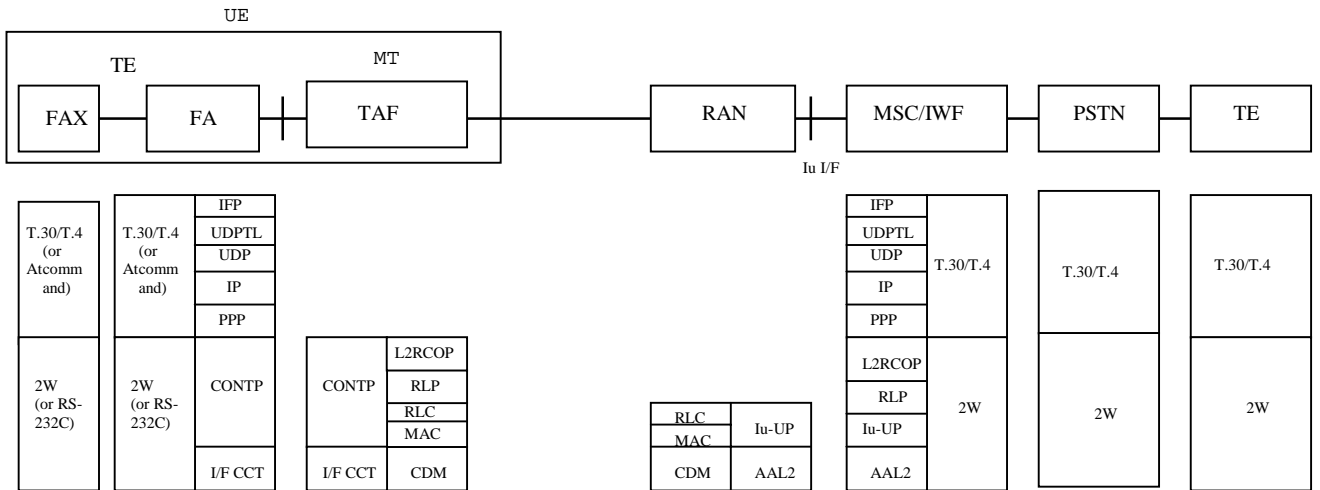 UE
TE
MT
FAX
FA
TAF
RAN
MSC/IWF
PSTN
TE
Iu I/F
T.30/T.4
(or
Atcomm
and)
2W
(or RS-
232C)
T.30/T.4
(or
Atcomm
and)
2W
(or RS-
232C)
IFP
UDPTL
UDP
IP
PPP
CONTP
I/F CCT
CONTP
I/F CCT
L2RCOP
RLP
RLC
MAC
CDM
RLC
MAC
CDM
Iu-UP
AAL2
IFP
UDPTL
UDP
IP
PPP
L2RCOP
RLP
Iu-UP
AAL2
T.30/T.4
2W
T.30/T.4
2W
T.30/T.4
2W